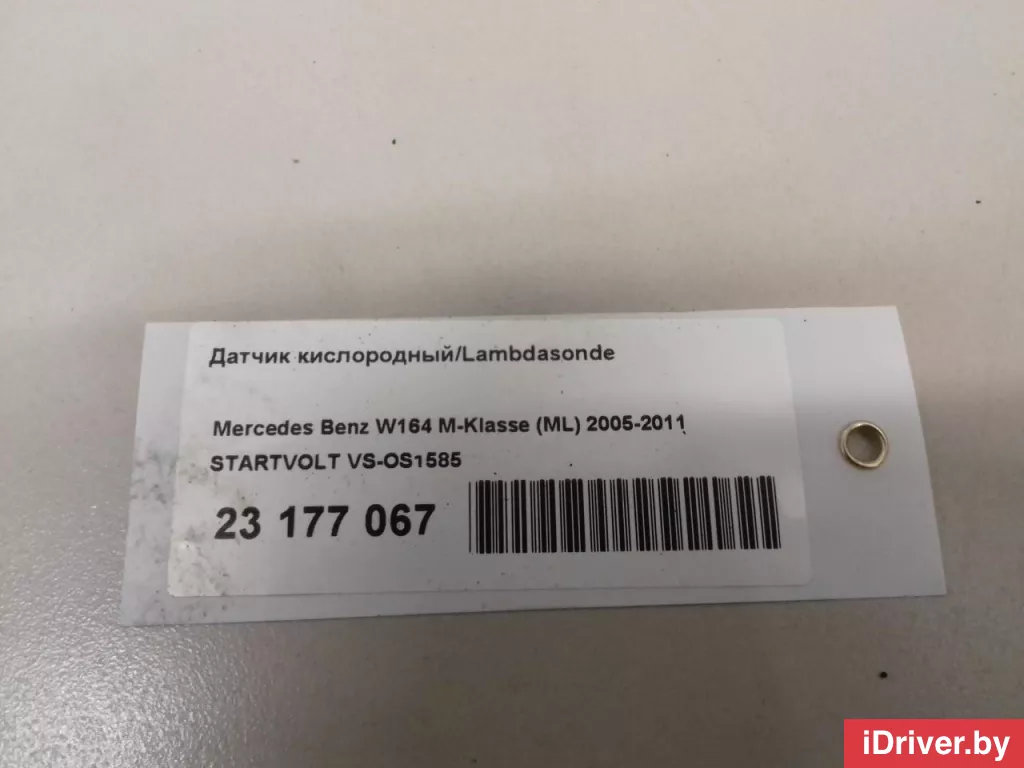 Датчик кислородный/Lambdasonde
Mercedes Benz W164 M-Klasse (ML) 2005-2011
STARTVOLT VS-OS1585
23 177 067
iDriver.by